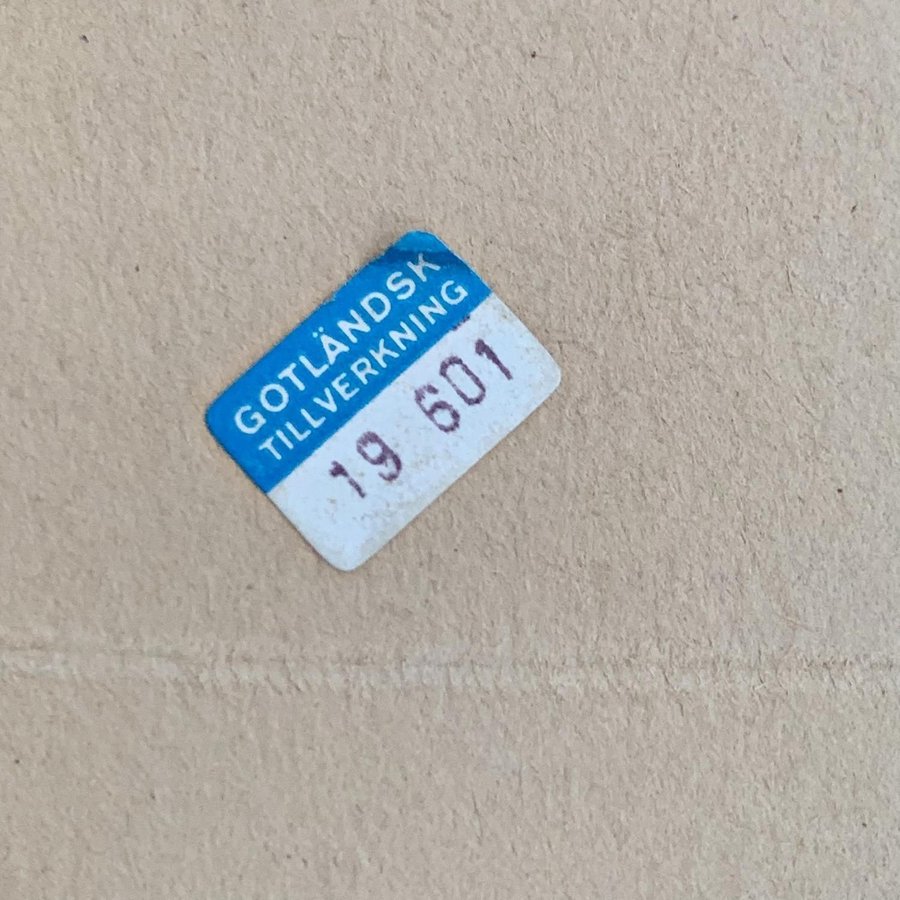 GOTLÄNDSK
TILLVERKNING
19 601